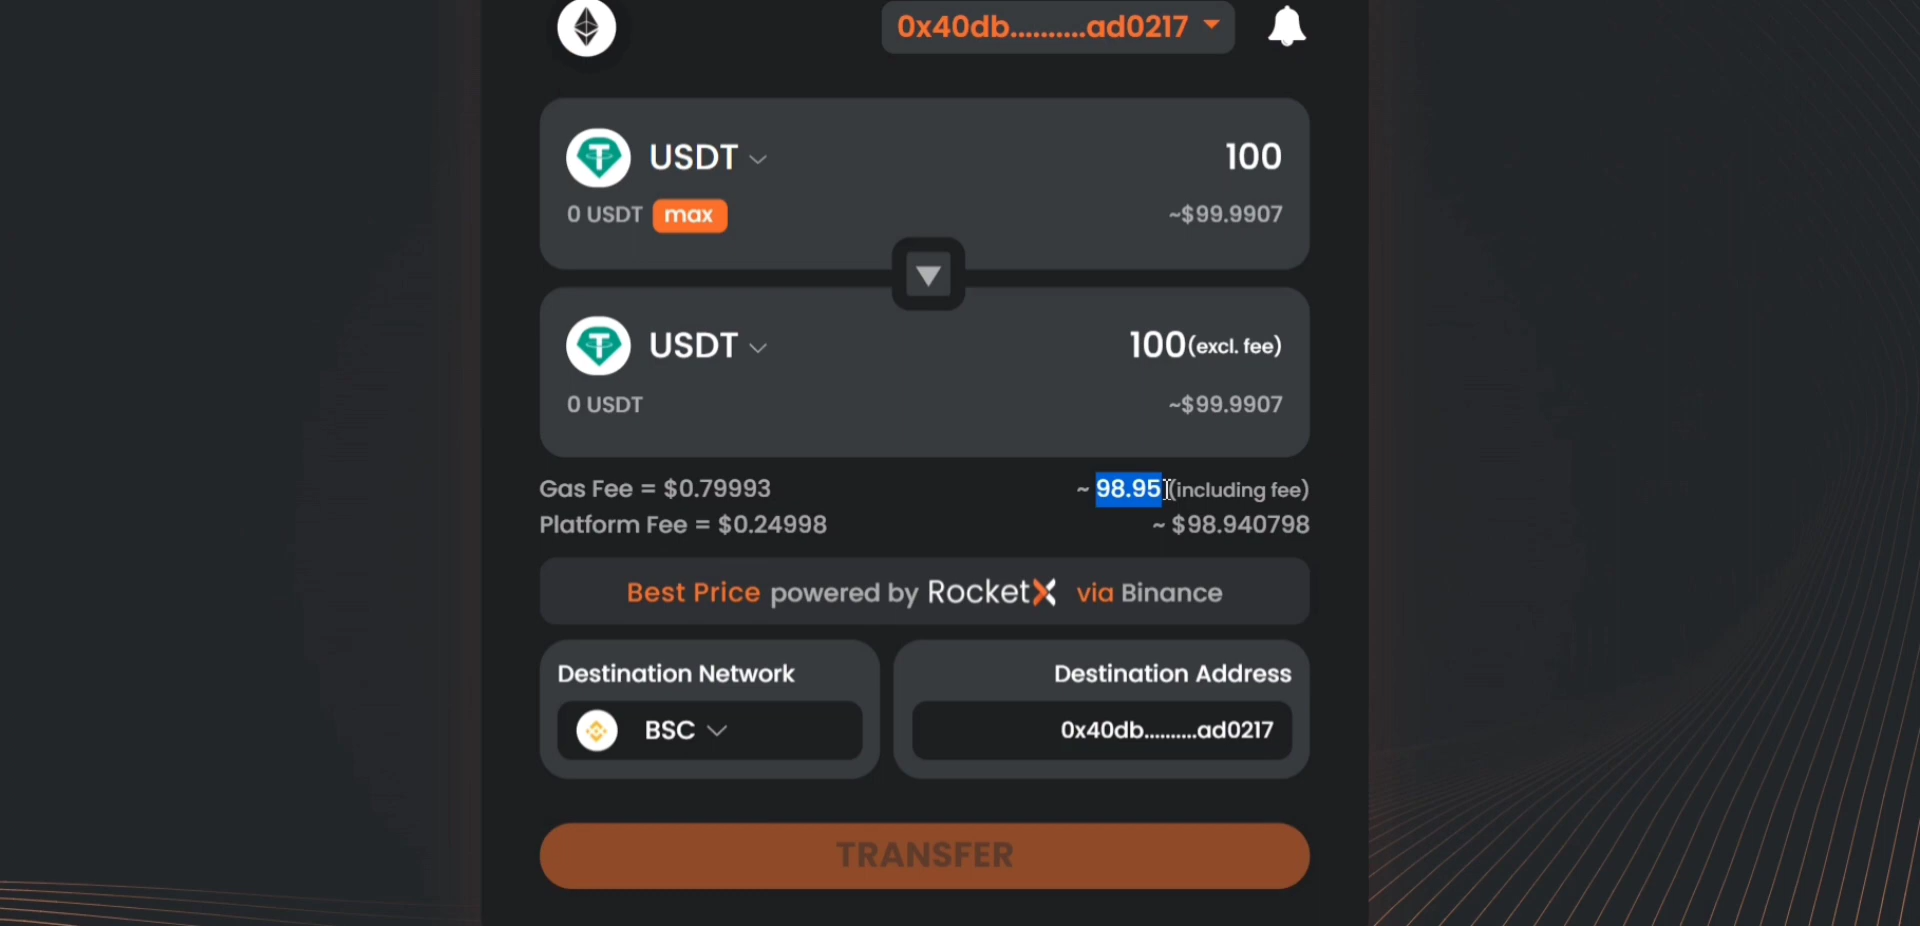 0x40db..........ad0217
USDT 100
0 USDT max ~$99.9907
USDT 100(excl. fee)
0 USDT ~$99.9907
Gas Fee = $0.79993 ~ 98.95 (including fee)
Platform Fee = $0.24998 ~ $98.940798
Best Price powered by RocketX via Binance
Destination Network Destination Address
BSC 0x40db..........ad0217
TRANSFER